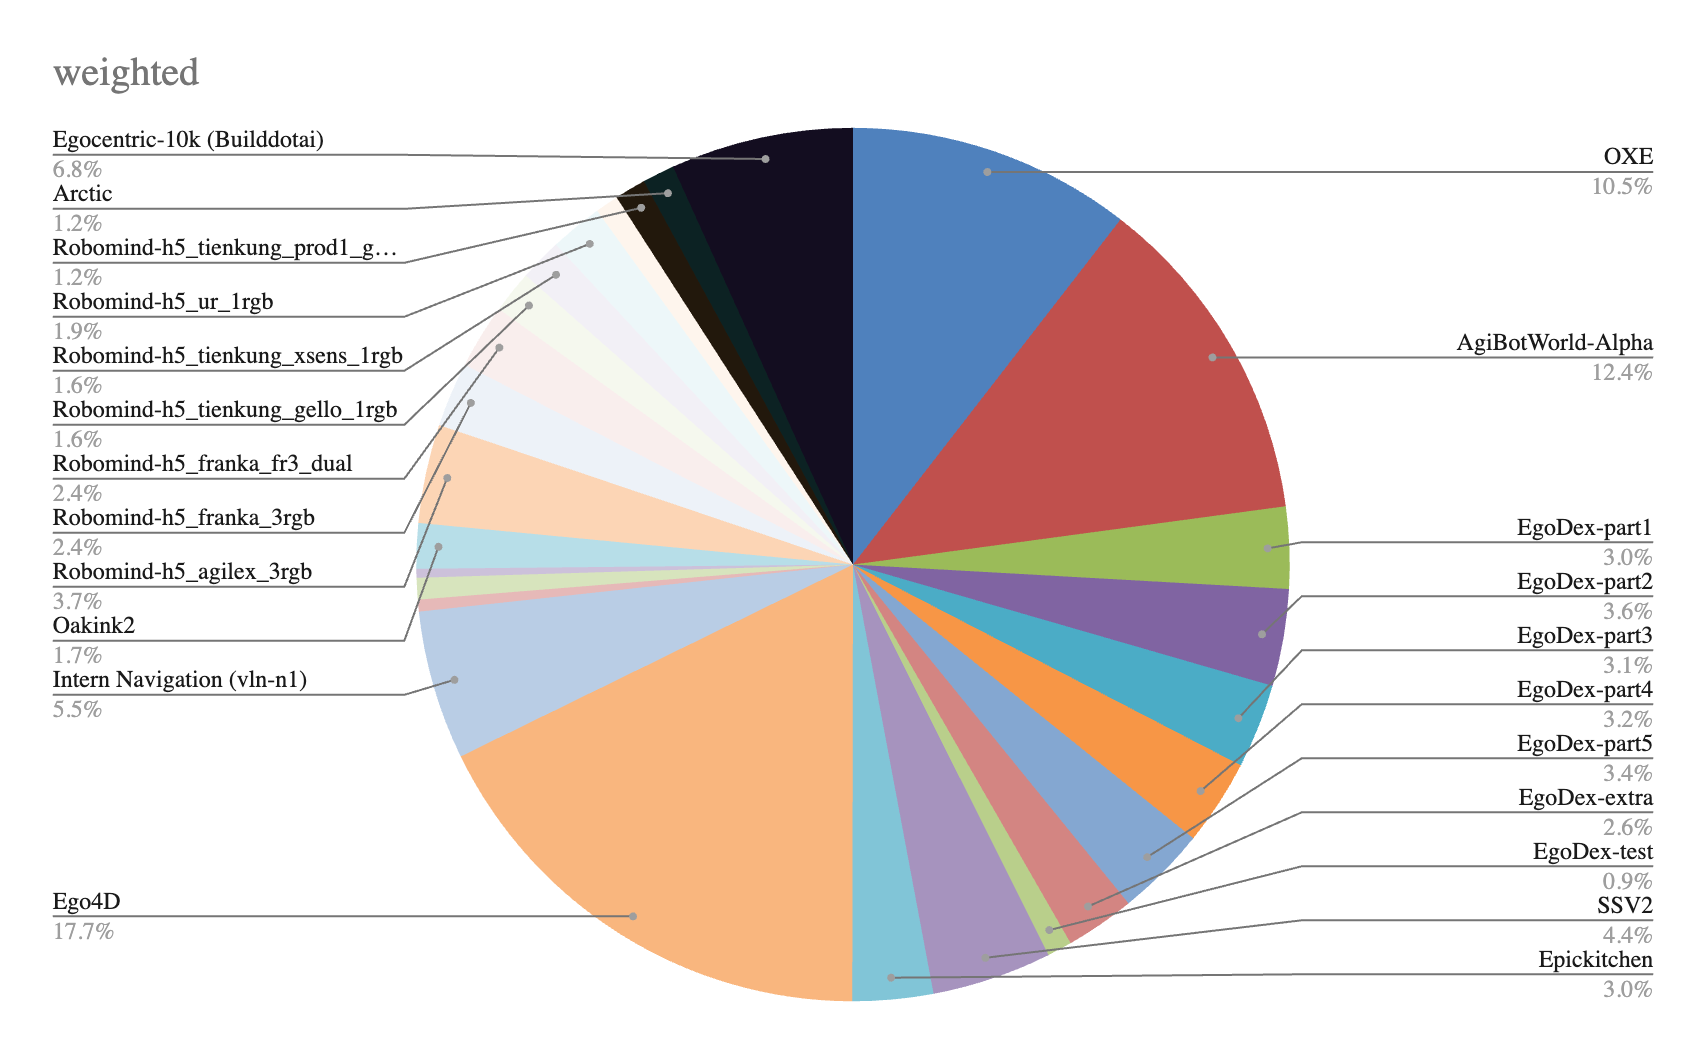 weighted
Egocentric-10k (Builddotai)
6.8%
Arctic
1.2%
Robomind-h5_tienkung_prod1_g…
1.2%
Robomind-h5_ur_1rgb
1.9%
Robomind-h5_tienkung_xsens_1rgb
1.6%
Robomind-h5_tienkung_gello_1rgb
1.6%
Robomind-h5_franka_fr3_dual
2.4%
Robomind-h5_franka_3rgb
2.4%
Robomind-h5_agilex_3rgb
3.7%
Oakink2
1.7%
Intern Navigation (vln-n1)
5.5%
Ego4D
17.7%
OXE
10.5%
AgiBotWorld-Alpha
12.4%
EgoDex-part1
3.0%
EgoDex-part2
3.6%
EgoDex-part3
3.1%
EgoDex-part4
3.2%
EgoDex-part5
3.4%
EgoDex-extra
2.6%
EgoDex-test
0.9%
SSV2
4.4%
Epickitchen
3.0%